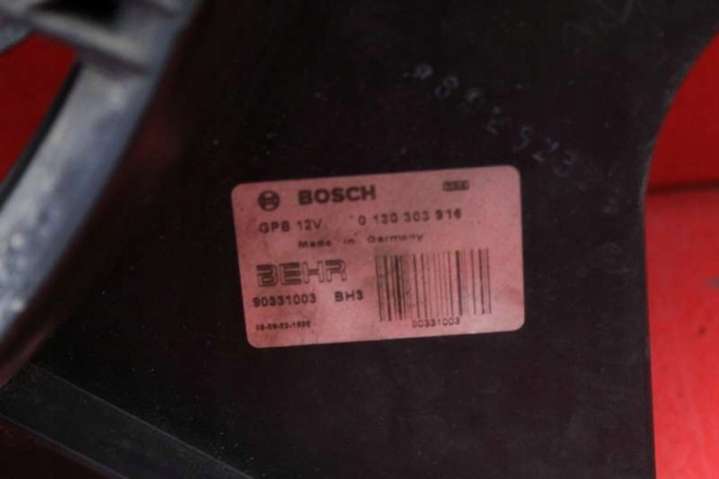 BOSCH
GPB 12V 0 130 303 916
Made in Germany
BEHR
90331003 BH3
90331003